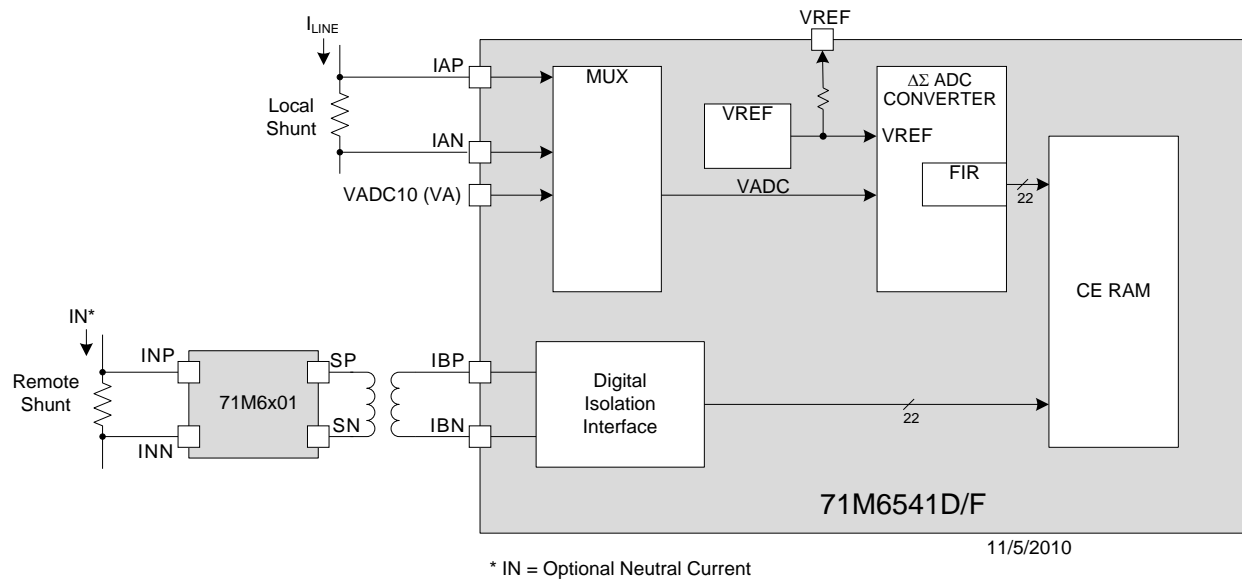 VREF
I_LINE
IAP
MUX
ΔΣ ADC
CONVERTER
Local
Shunt
VREF
VREF
IAN
FIR
VADC10 (VA)
VADC
22
CE RAM
IN*
INP
SP
IBP
Remote
Shunt
71M6x01
Digital
Isolation
Interface
22
INN
SN
IBN
71M6541D/F
11/5/2010
* IN = Optional Neutral Current